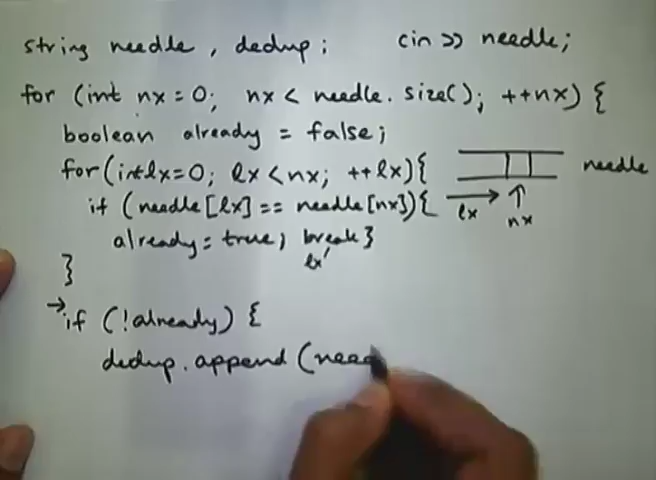 string needle, dedup; cin >> needle;
for (int nx = 0; nx < needle.size(); ++nx) {
boolean already = false;
for (int lx = 0; lx < nx; ++lx) {
needle
if (needle[lx] == needle[nx]) {
lx
nx
already = true; break }
lx'
}
if (!already) {
dedup.append (need